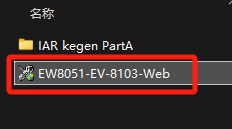 名称
IAR kegen PartA
EW8051-EV-8103-Web